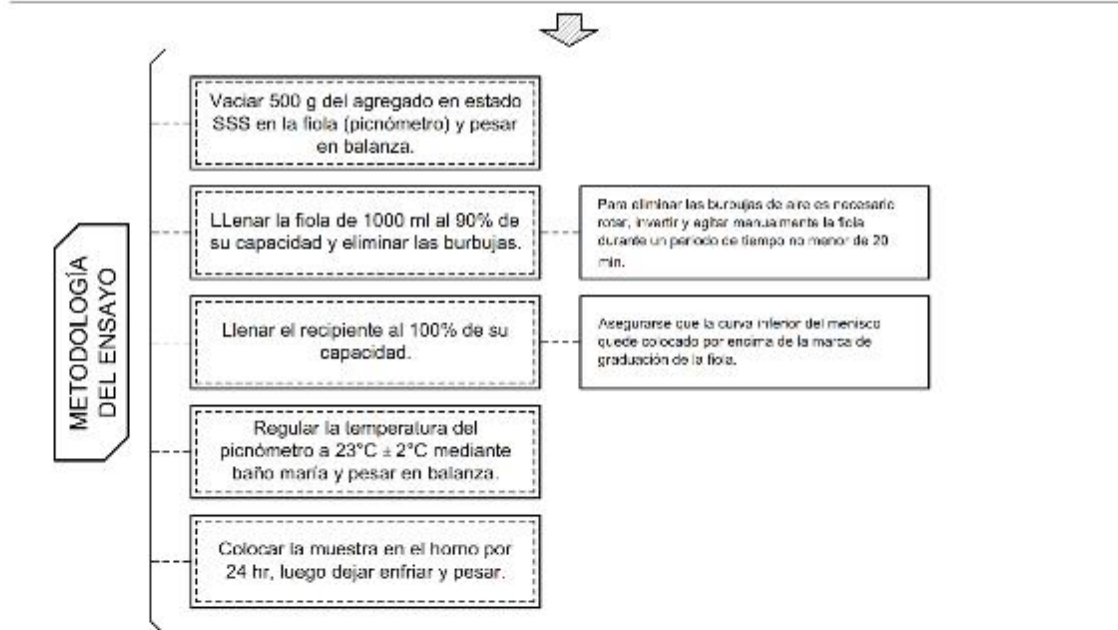 METODOLOGÍA
DEL ENSAYO
Vaciar 500 g del agregado en estado
SSS en la fiola (picnómetro) y pesar
en balanza.
LLenar la fiola de 1000 ml al 90% de
su capacidad y eliminar las burbujas.
Para eliminar las burbujas de aire es necesario
rotar, invertir y agitar manualmente la fiola
durante un periodo de tiempo no menor de 20
min.
Llenar el recipiente al 100% de su
capacidad.
Asegurarse que la curva inferior del menisco
quede colocado por encima de la marca de
graduación de la fiola.
Regular la temperatura del
picnómetro a 23°C ± 2°C mediante
baño maría y pesar en balanza.
Colocar la muestra en el horno por
24 hr, luego dejar enfriar y pesar.